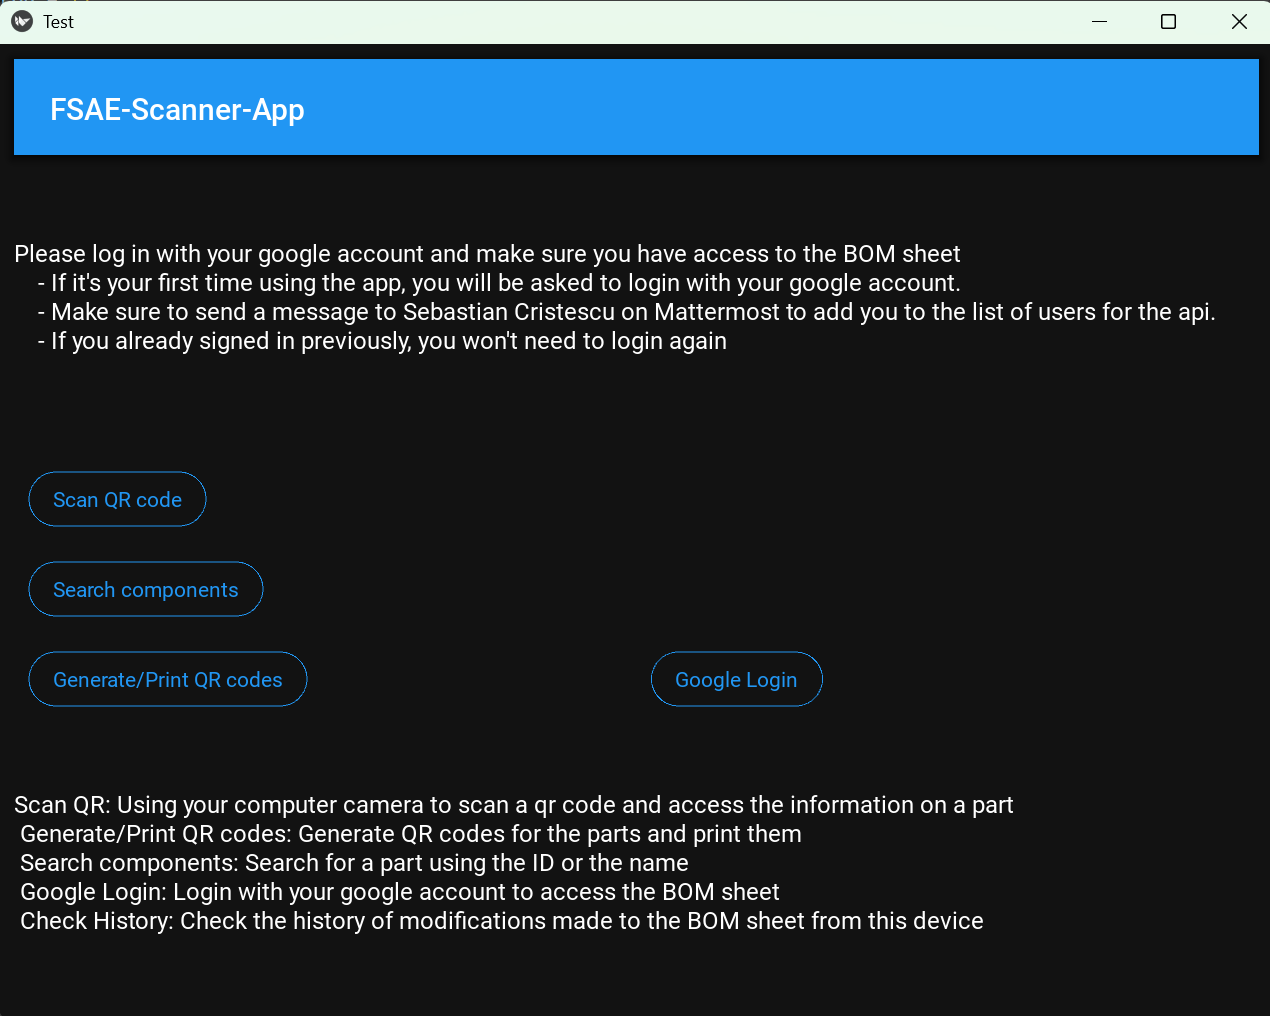 Test
FSAE-Scanner-App
Please log in with your google account and make sure you have access to the BOM sheet
- If it's your first time using the app, you will be asked to login with your google account.
- Make sure to send a message to Sebastian Cristescu on Mattermost to add you to the list of users for the api.
- If you already signed in previously, you won't need to login again
Scan QR code
Search components
Generate/Print QR codes
Google Login
Scan QR: Using your computer camera to scan a qr code and access the information on a part
Generate/Print QR codes: Generate QR codes for the parts and print them
Search components: Search for a part using the ID or the name
Google Login: Login with your google account to access the BOM sheet
Check History: Check the history of modifications made to the BOM sheet from this device